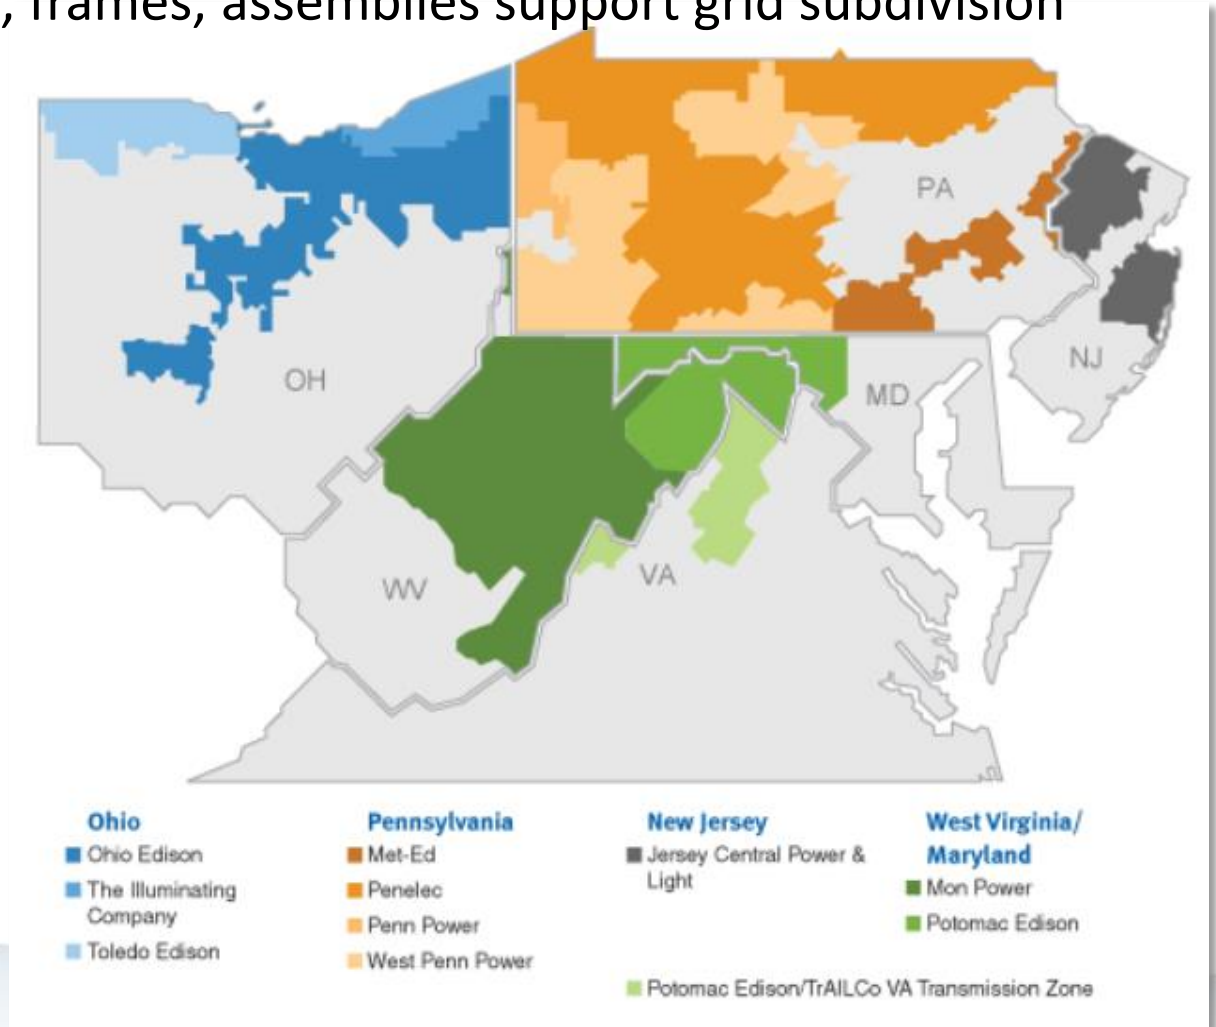 , frames, assemblies support grid subdivision
PA
NJ
OH
MD
WV
VA
Ohio
Ohio Edison
The Illuminating
Company
Toledo Edison
Pennsylvania
Met-Ed
Penelec
Penn Power
West Penn Power
New Jersey
Jersey Central Power &
Light
West Virginia/
Maryland
Mon Power
Potomac Edison
Potomac Edison/TrAILCo VA Transmission Zone